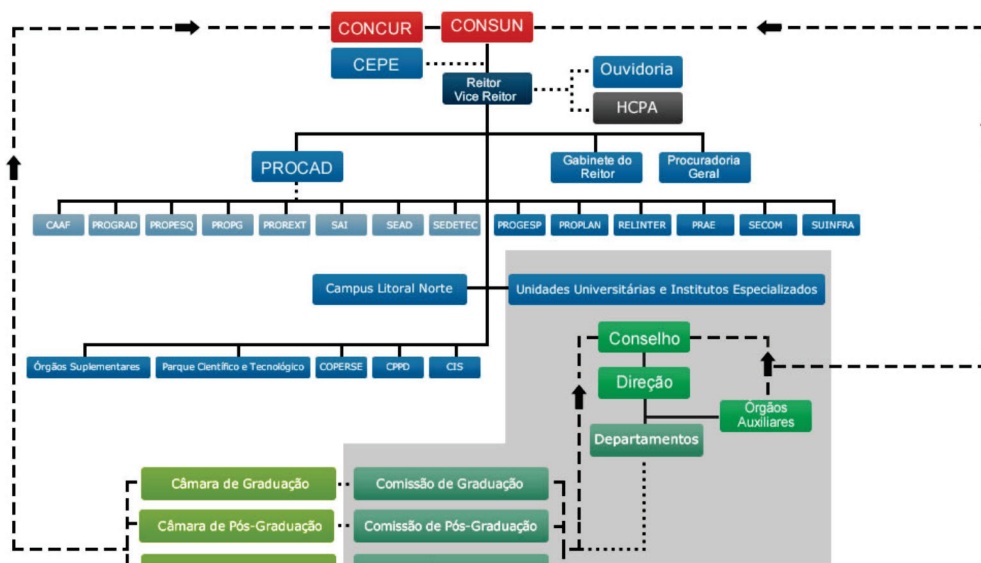 CONCUR
CONSUN
CEPE
Reitor
Vice Reitor
Ouvidoria
HCPA
PROCAD
Gabinete do
Reitor
Procuradoria
Geral
CAAF
PROGRAD
PROPESQ
PROPG
PROREXT
SAI
SEAD
SEDETEC
PROGESP
PROPLAN
RELINTER
PRAE
SECOM
SUINFRA
Campus Litoral Norte
Unidades Universitárias e Institutos Especializados
Órgãos Suplementares
Parque Científico e Tecnológico
COPERSE
CPPD
CIS
Conselho
Direção
Órgãos
Auxiliares
Departamentos
Câmara de Graduação
Comissão de Graduação
Câmara de Pós-Graduação
Comissão de Pós-Graduação